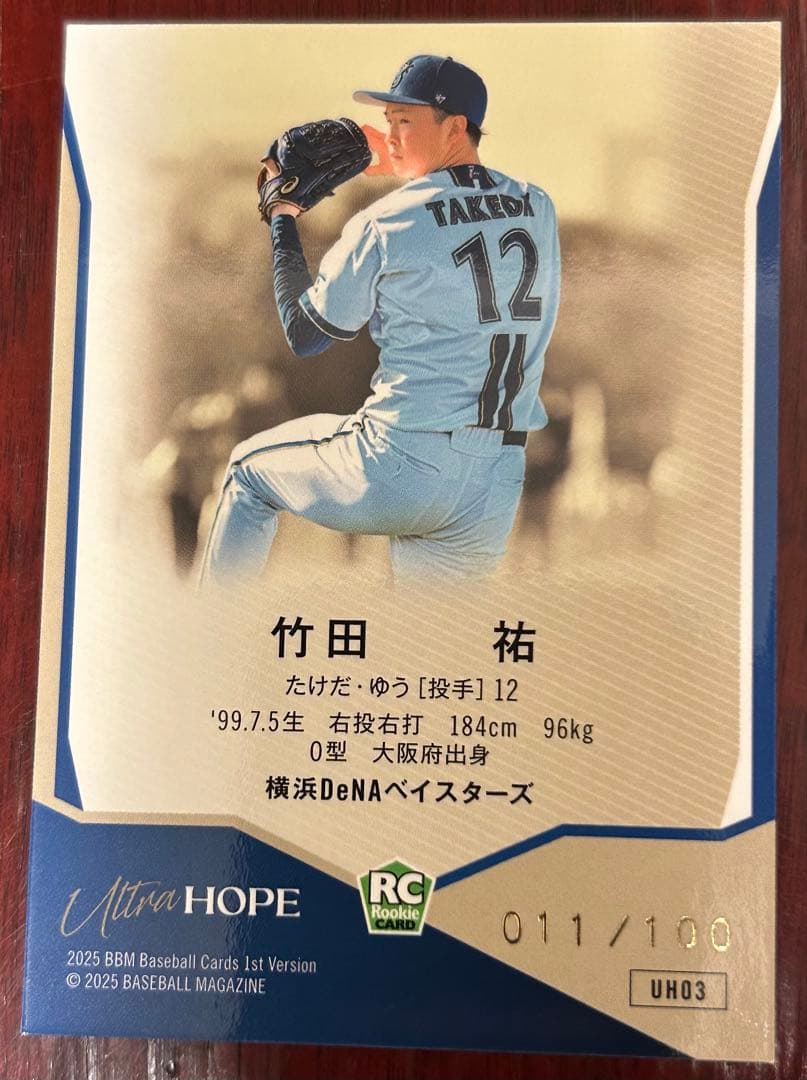 TAKEDA
12
竹田 祐
たけだ・ゆう[投手]12
'99.7.5生 右投右打 184cm 96kg
O型 大阪府出身
横浜DeNAベイスターズ
Ultra HOPE
RC
Rookie
CARD
011/100
2025 BBM Baseball Cards 1st Version
© 2025 BASEBALL MAGAZINE
UH03